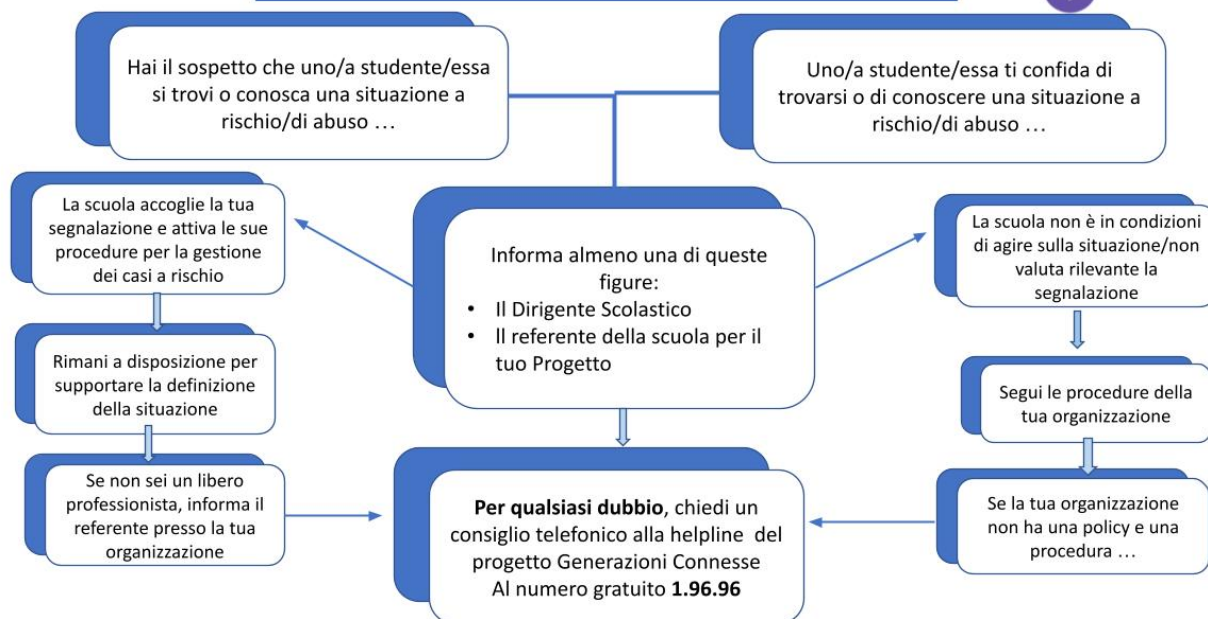 Hai il sospetto che uno/a studente/essa
si trovi o conosca una situazione a
rischio/di abuso …
Uno/a studente/essa ti confida di
trovarsi o di conoscere una situazione a
rischio/di abuso …
La scuola accoglie la tua
segnalazione e attiva le sue
procedure per la gestione
dei casi a rischio
Informa almeno una di queste
figure:
• Il Dirigente Scolastico
• Il referente della scuola per il
tuo Progetto
La scuola non è in condizioni
di agire sulla situazione/non
valuta rilevante la
segnalazione
Rimani a disposizione per
supportare la definizione
della situazione
Segui le procedure della
tua organizzazione
Se non sei un libero
professionista, informa il
referente presso la tua
organizzazione
Per qualsiasi dubbio, chiedi un
consiglio telefonico alla helpline del
progetto Generazioni Connesse
Al numero gratuito 1.96.96
Se la tua organizzazione
non ha una policy e una
procedura …